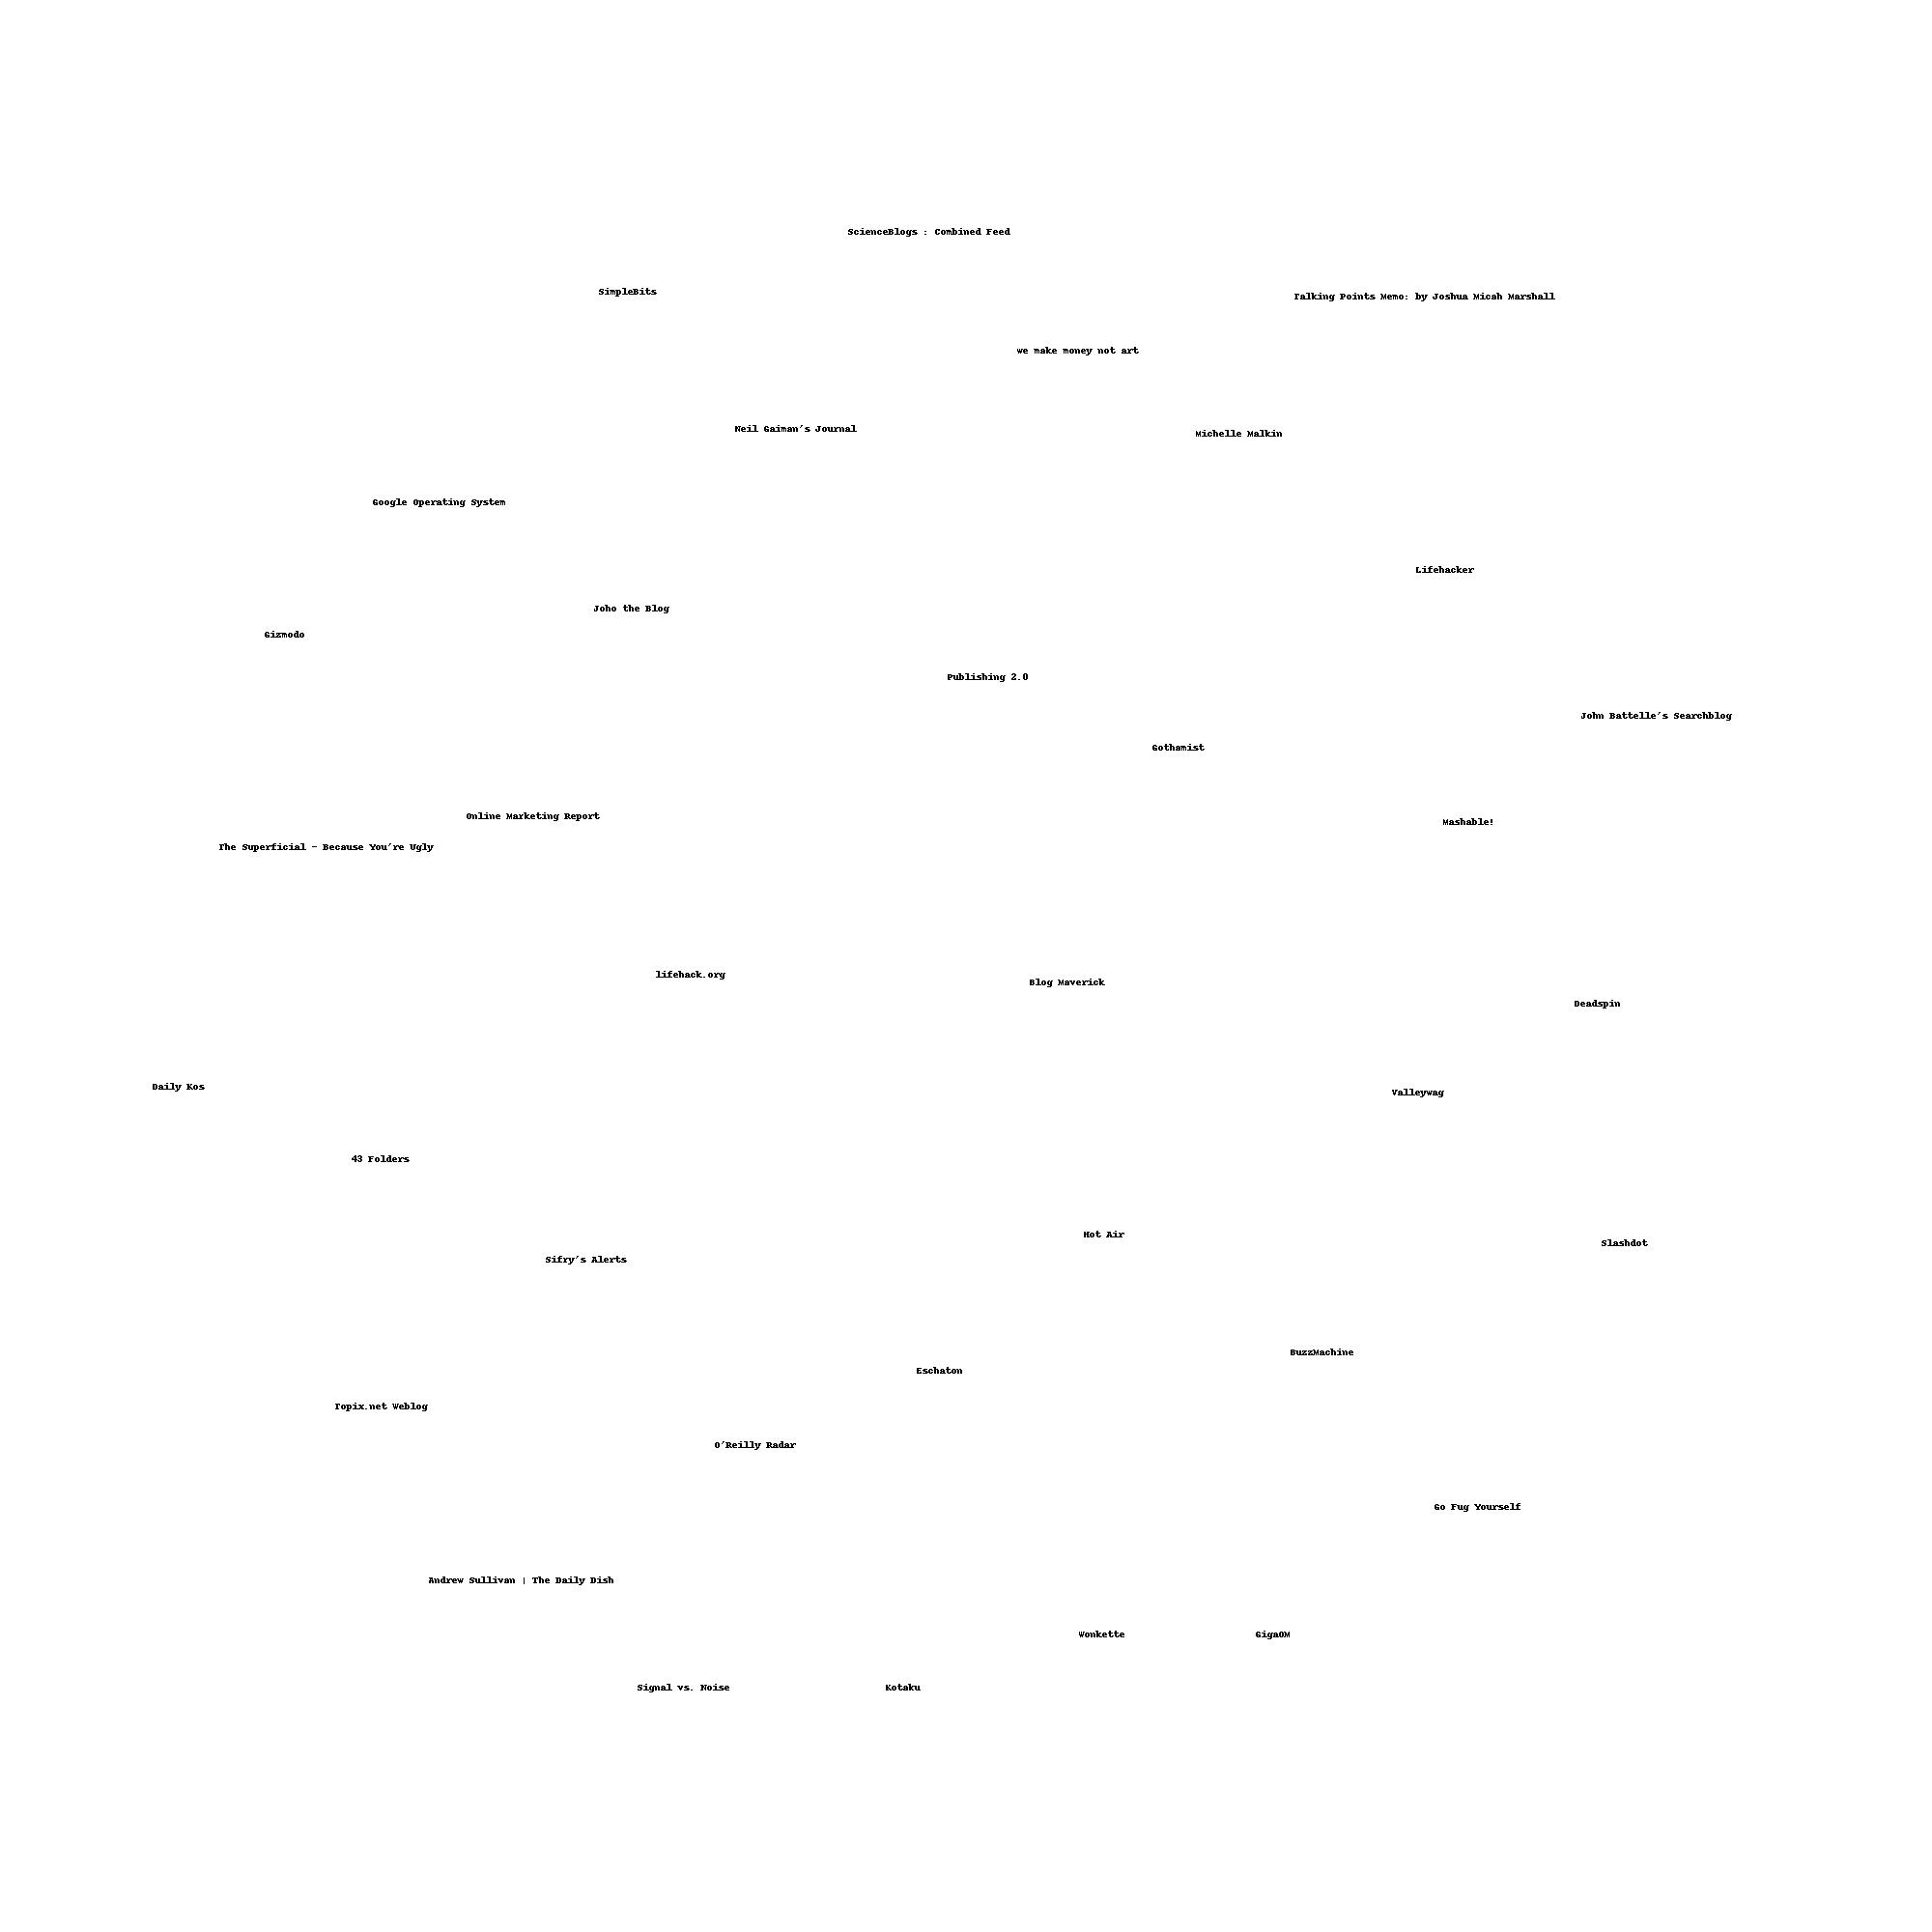 ScienceBlogs : Combined Feed
SimpleBits
Talking Points Memo: by Joshua Micah Marshall
we make money not art
Neil Gaiman's Journal
Michelle Malkin
Google Operating System
Lifehacker
Joho the Blog
Gizmodo
Publishing 2.0
John Battelle's Searchblog
Gothamist
Online Marketing Report
Mashable!
The Superficial - Because You're Ugly
lifehack.org
Blog Maverick
Deadspin
Daily Kos
Valleywag
43 Folders
Hot Air
Slashdot
Sifry's Alerts
BuzzMachine
Eschaton
Topix.net Weblog
O'Reilly Radar
Go Fug Yourself
Andrew Sullivan | The Daily Dish
Wonkette
GigaOM
Signal vs. Noise
Kotaku